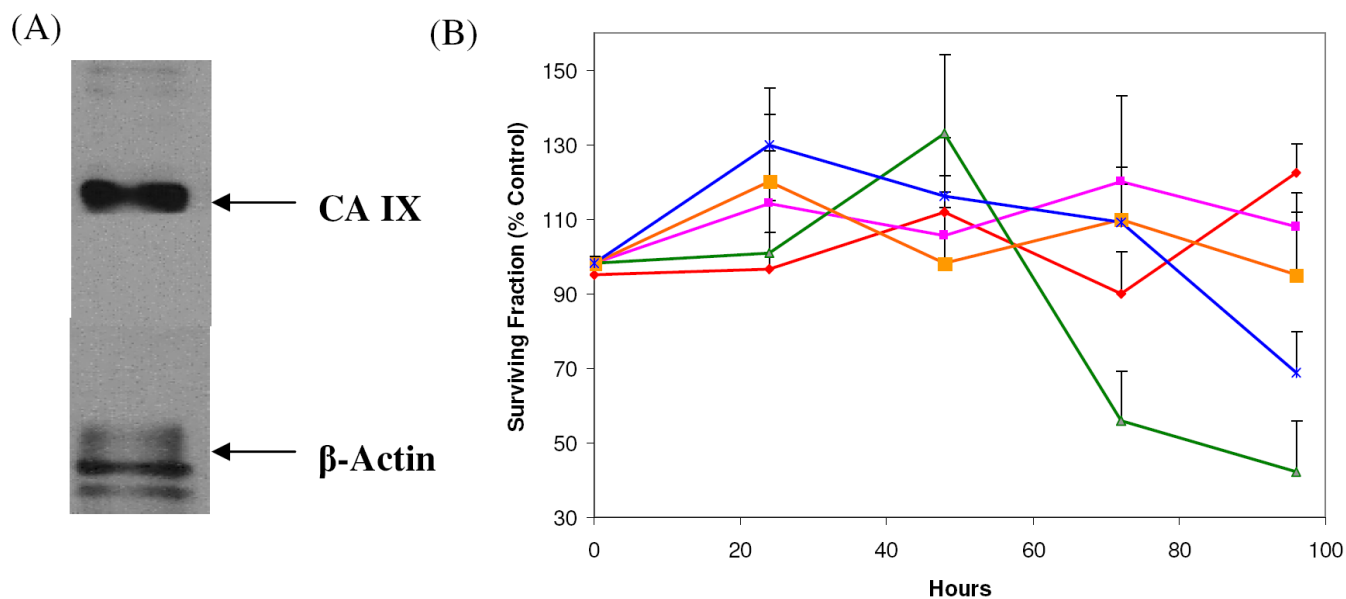 (A)
CA IX
β-Actin
(B)
Surviving Fraction (% Control)
150
130
110
90
70
50
30
0 20 40 60 80 100
Hours